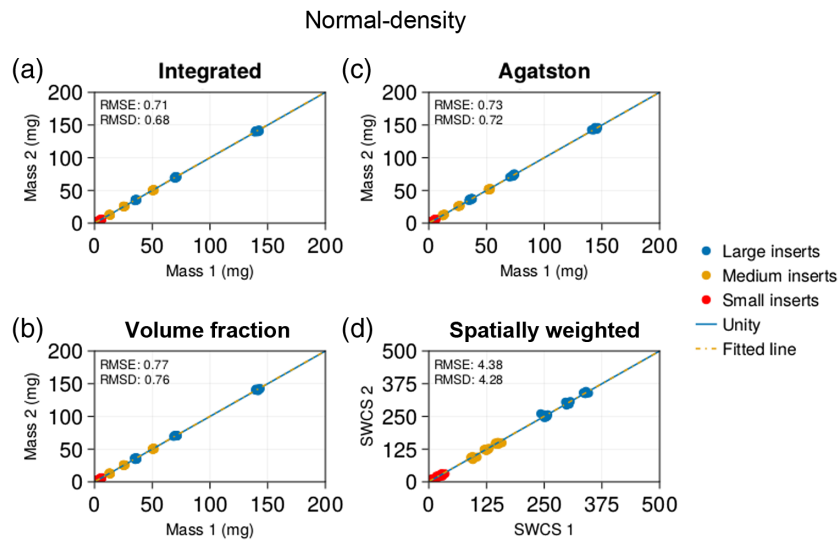 Normal-density
(a)
Integrated
RMSE: 0.71
RMSD: 0.68
200
150
100
50
0
Mass 2 (mg)
0 50 100 150 200
Mass 1 (mg)
(c)
Agatston
RMSE: 0.73
RMSD: 0.72
200
150
100
50
0
Mass 2 (mg)
0 50 100 150 200
Mass 1 (mg)
(b)
Volume fraction
RMSE: 0.77
RMSD: 0.76
200
150
100
50
0
Mass 2 (mg)
0 50 100 150 200
Mass 1 (mg)
(d)
Spatially weighted
RMSE: 4.38
RMSD: 4.28
500
375
250
125
0
SWCS 2
0 125 250 375 500
SWCS 1
Large inserts
Medium inserts
Small inserts
Unity
Fitted line